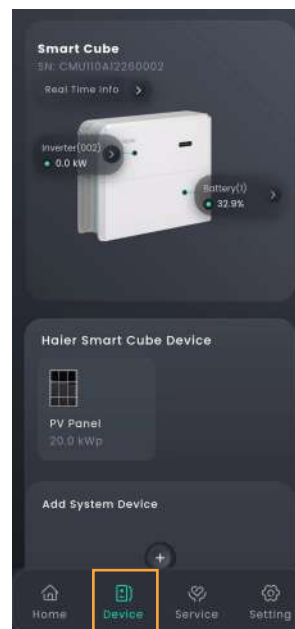 Smart Cube
SN: CMU110A12260002
Real Time Info
Inverter(002)
0.0 kW
Battery(1)
32.9%
Haier Smart Cube Device
PV Panel
20.0 kWp
Add System Device
+
Home Device Service Setting